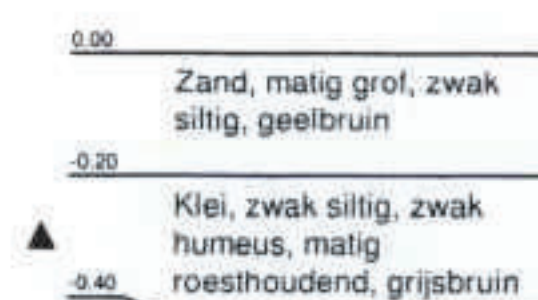 0.00
Zand, matig grof, zwak
siltig, geelbruin
-0.20
Klei, zwak siltig, zwak
humeus, matig
roesthoudend, grijsbruin
-0.40